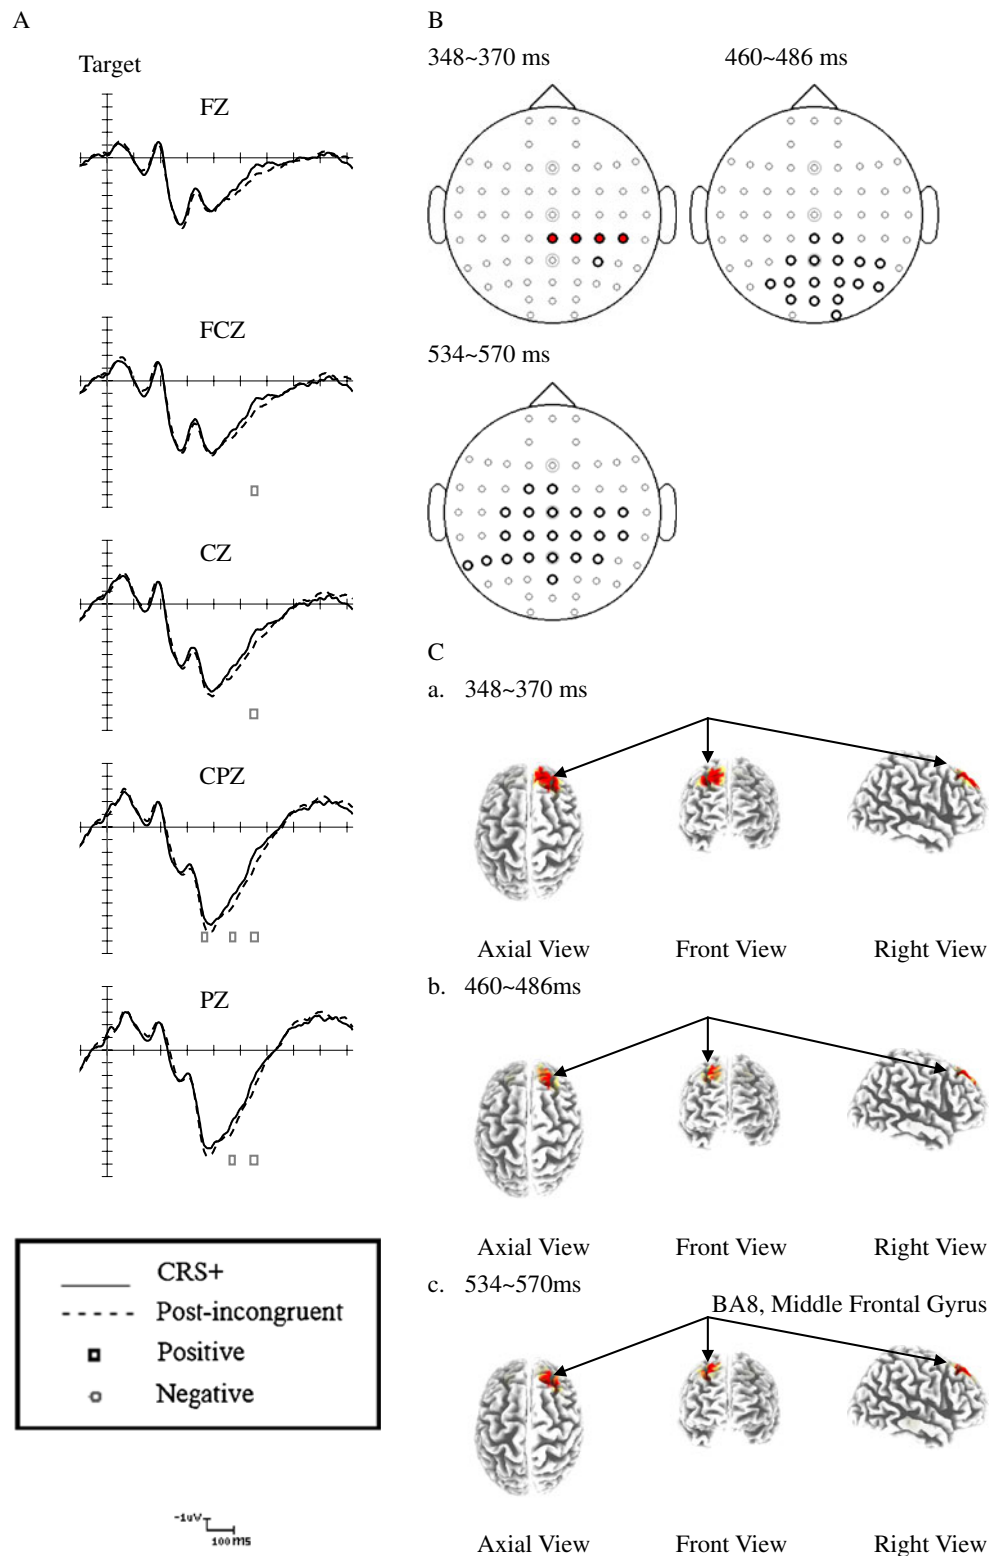 A
Target
FZ
FCZ
CZ
CPZ
PZ
CRS+
Post-incongruent
Positive
Negative
-1uV
100 ms
B
348~370 ms
460~486 ms
534~570 ms
C
a. 348~370 ms
Axial View
Front View
Right View
b. 460~486ms
Axial View
Front View
Right View
c. 534~570ms
BA8, Middle Frontal Gyrus
Axial View
Front View
Right View